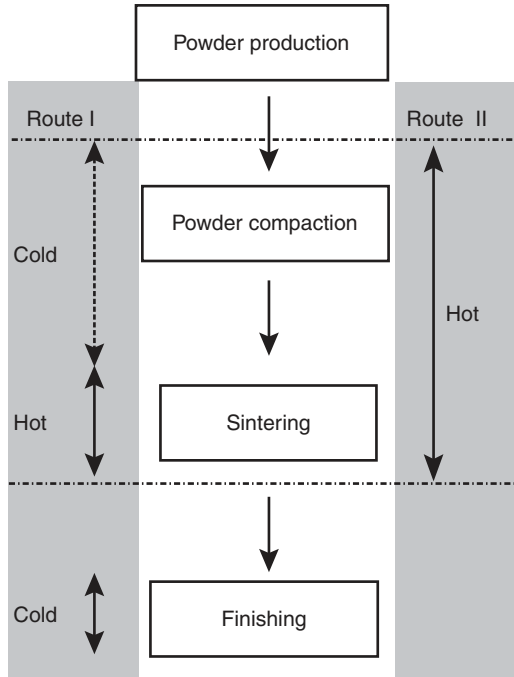 Powder production
Route I
Route II
Powder compaction
Cold
Hot
Hot
Sintering
Cold
Finishing